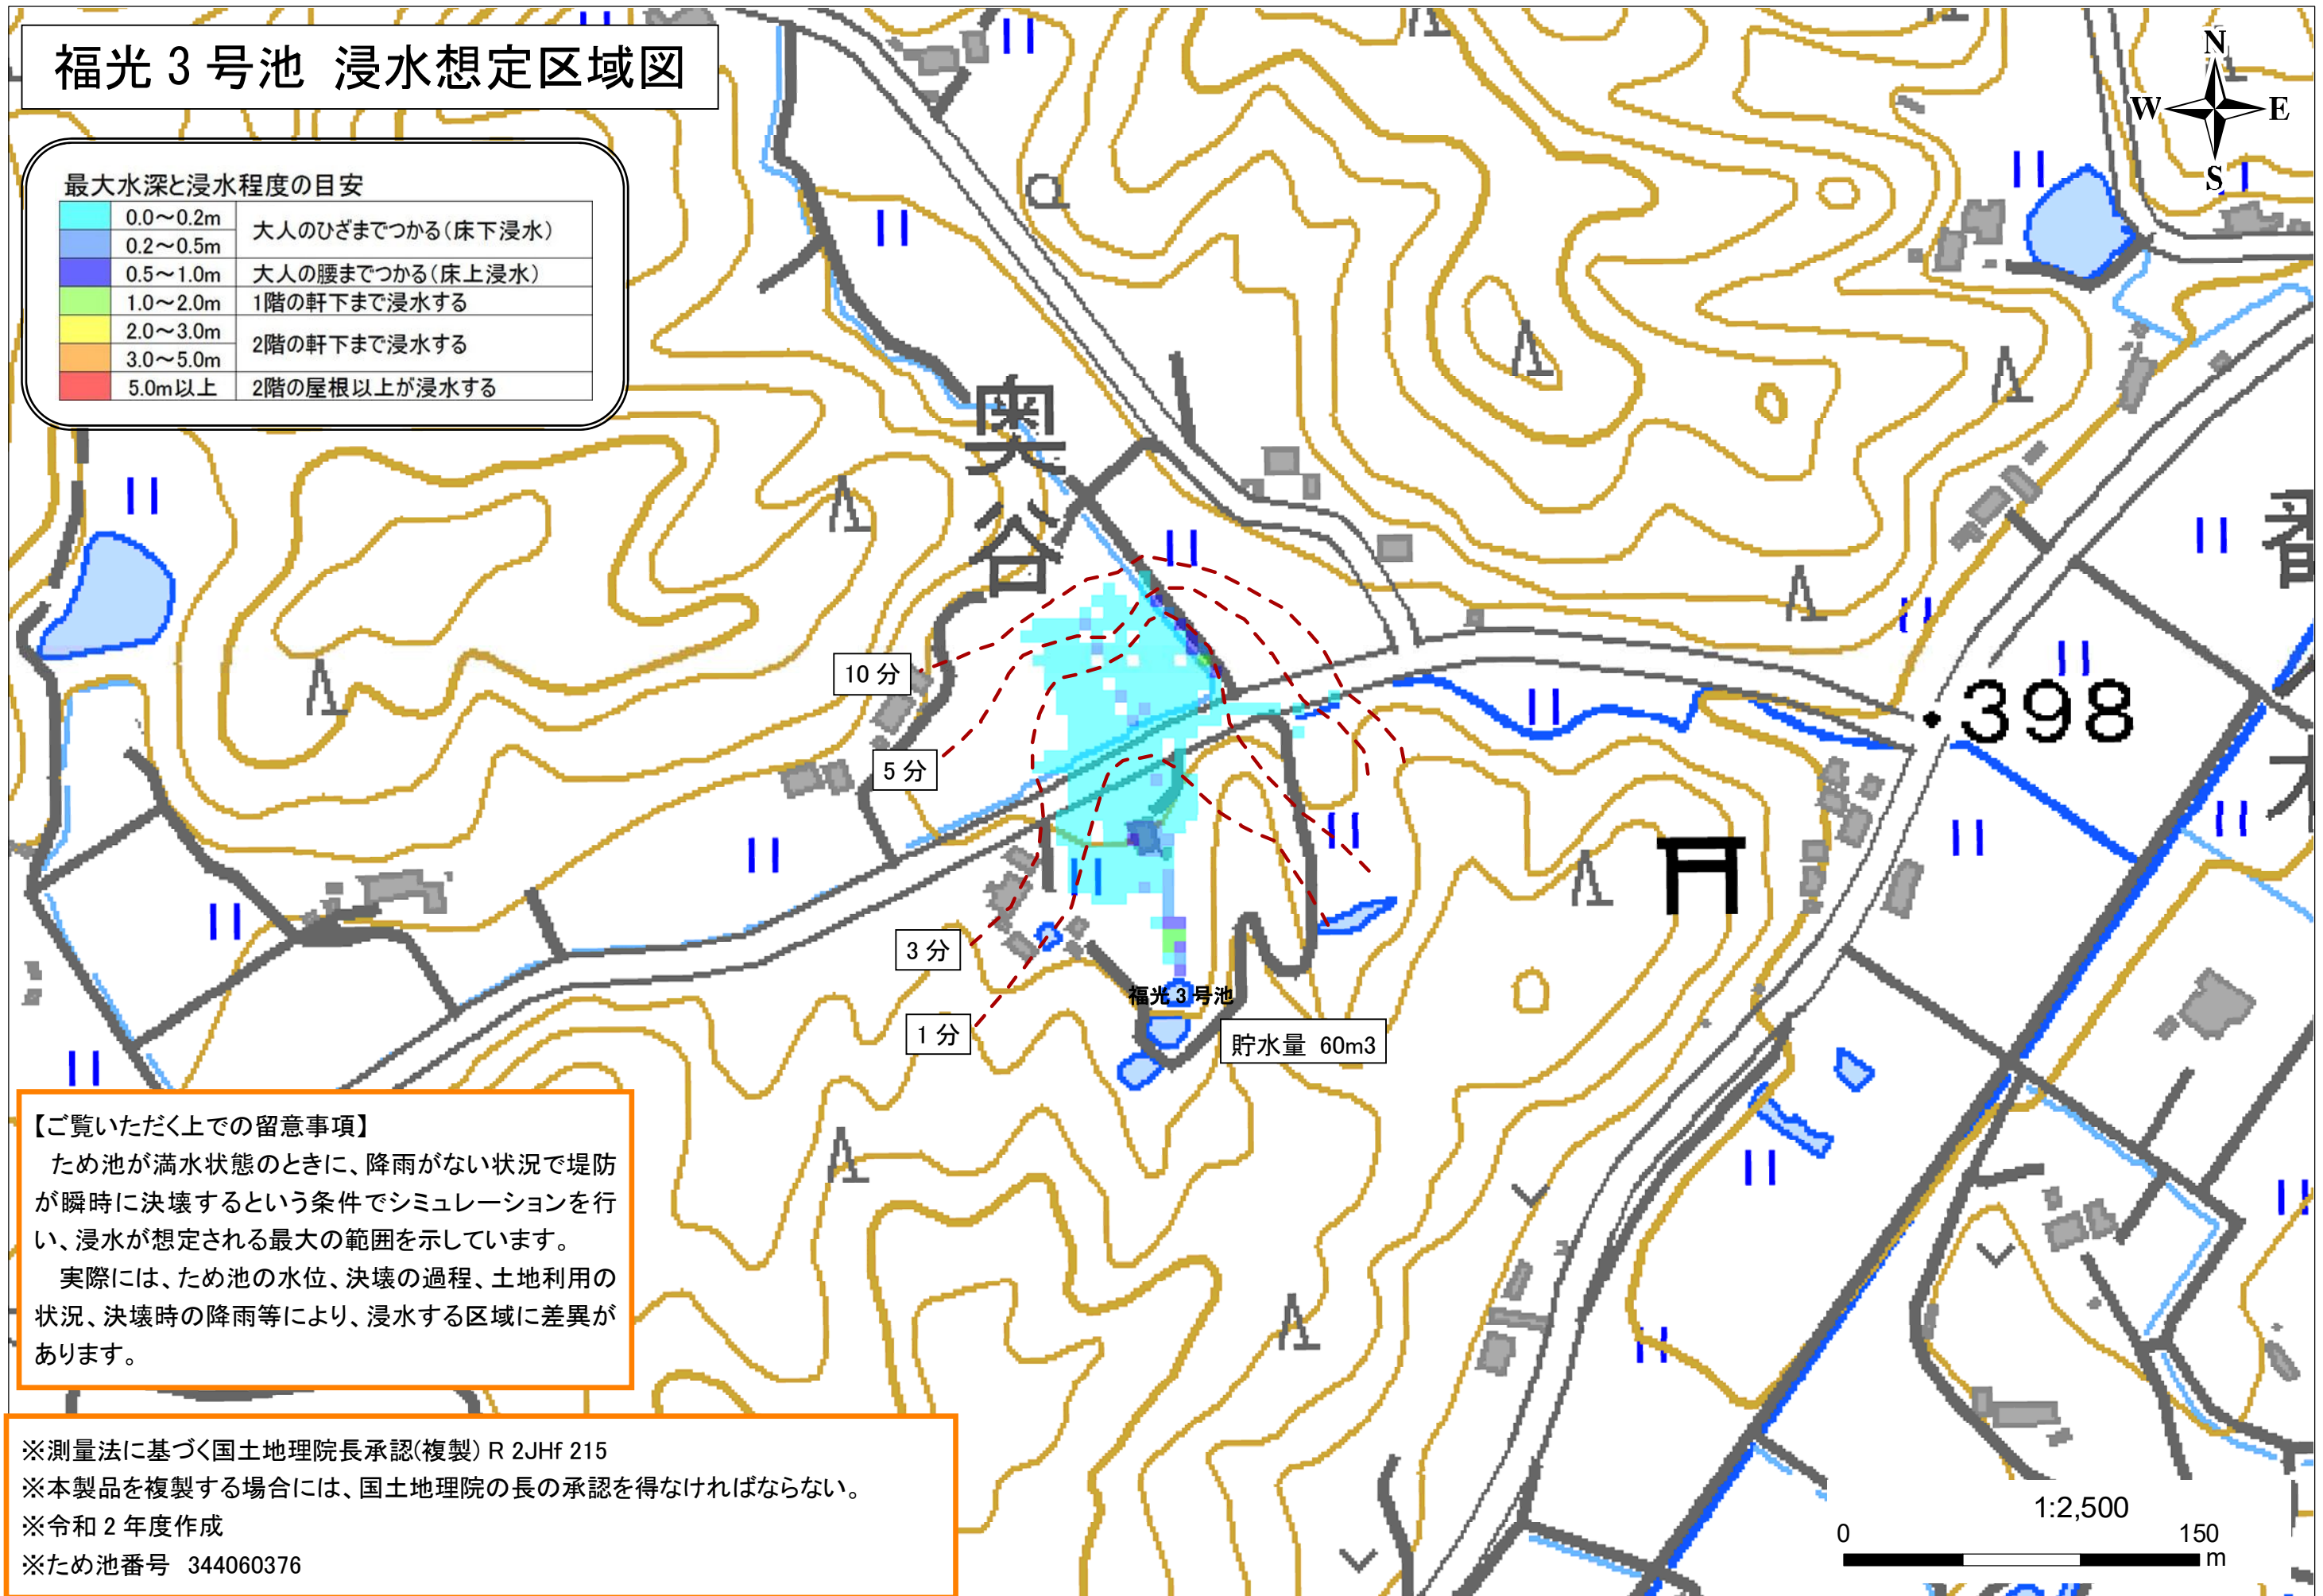 福光３号池 浸水想定区域図
N
W
E
S
最大水深と浸水程度の目安
0.0～0.2m
大人のひざまでつかる(床下浸水)
0.2～0.5m
0.5～1.0m
大人の腰までつかる(床上浸水)
1.0～2.0m
1階の軒下まで浸水する
2.0～3.0m
2階の軒下まで浸水する
3.0～5.0m
5.0m以上
2階の屋根以上が浸水する
奥
谷
10 分
5 分
3 分
1 分
福光３号池
貯水量 60m3
398
【ご覧いただく上での留意事項】
ため池が満水状態のときに、降雨がない状況で堤防
が瞬時に決壊するという条件でシミュレーションを行
い、浸水が想定される最大の範囲を示しています。
実際には、ため池の水位、決壊の過程、土地利用の
状況、決壊時の降雨等により、浸水する区域に差異が
あります。
※測量法に基づく国土地理院長承認(複製) R 2JHf 215
※本製品を複製する場合には、国土地理院の長の承認を得なければならない。
※令和２年度作成
※ため池番号 344060376
1:2,500
0
150
m